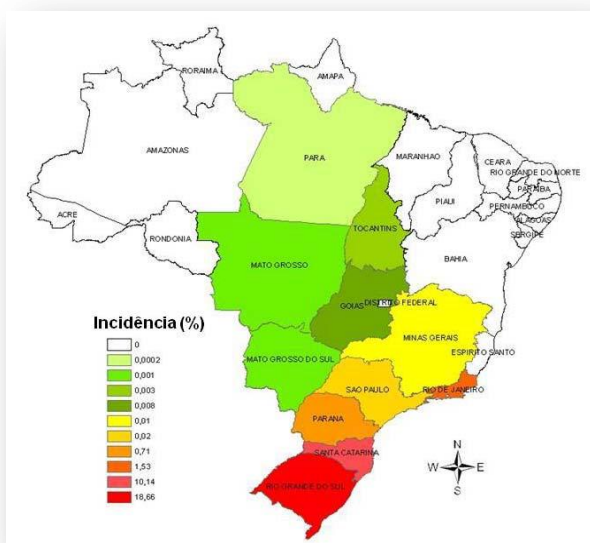 RORAIMA
AMAPA
AMAZONAS
PARA
MARANHAO
CEARA
RIO GRANDE DO NORTE
PARAIBA
PIAUI
PERNAMBUCO
ALAGOAS
SERGIPE
ACRE
RONDONIA
TOCANTINS
BAHIA
MATO GROSSO
GOIAS
DISTRITO FEDERAL
MINAS GERAIS
ESPIRITO SANTO
MATO GROSSO DO SUL
SAO PAULO
RIO DE JANEIRO
PARANA
SANTA CATARINA
RIO GRANDE DO SUL
Incidência (%)
0
0,0002
0,001
0,003
0,008
0,01
0,02
0,71
1,53
10,14
18,66
N
W E
S